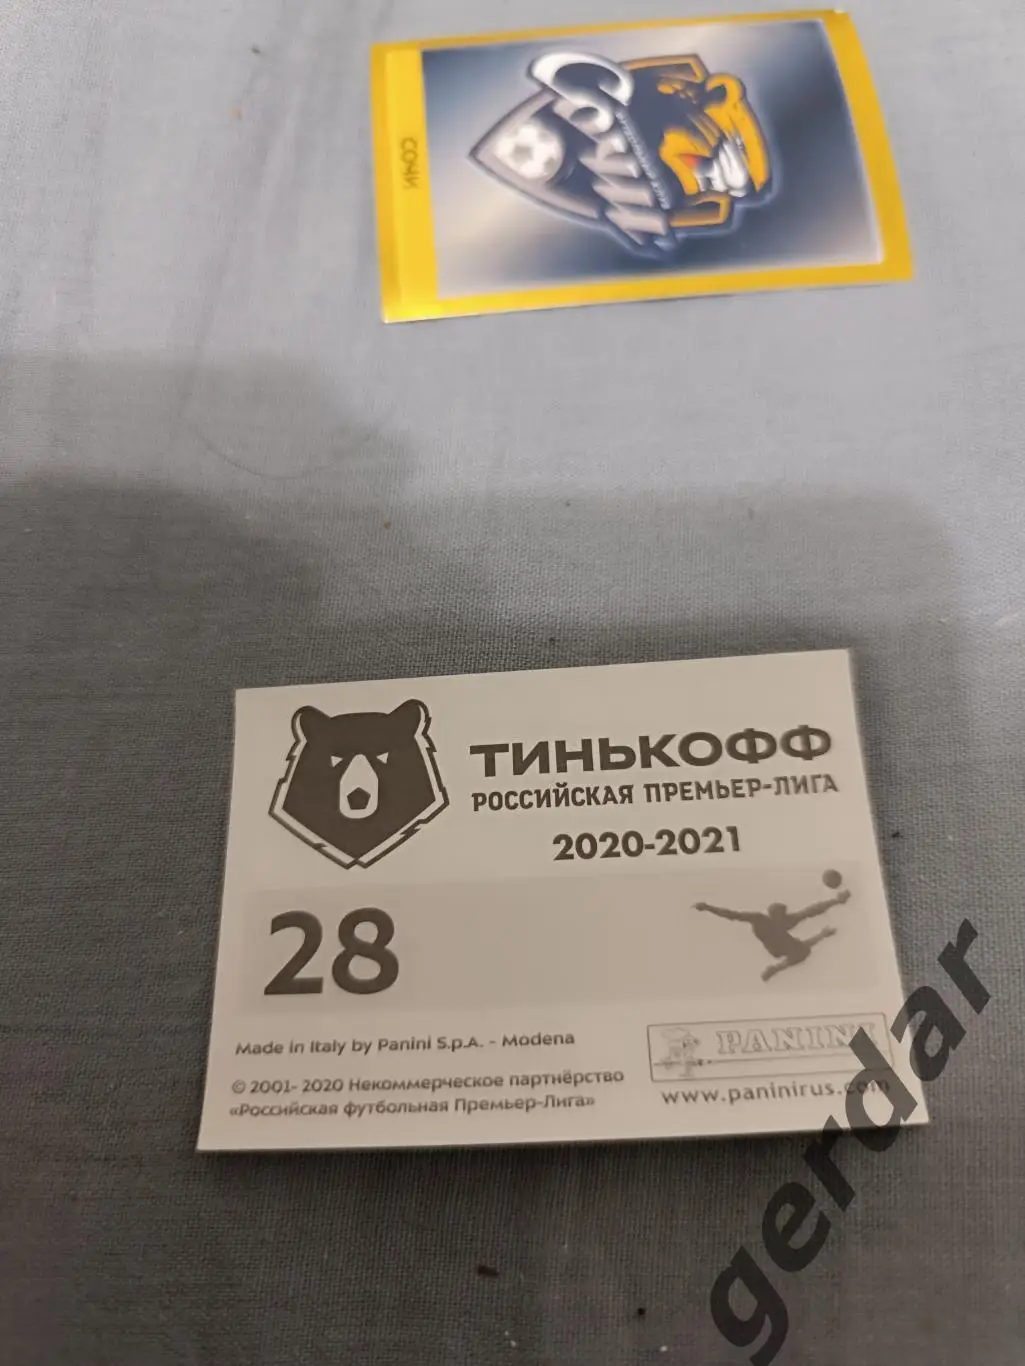 СОЧИ
Сочи
ТИНЬКОФФ
РОССИЙСКАЯ ПРЕМЬЕР-ЛИГА
2020-2021
28
Made in Italy by Panini S.p.A. - Modena
PANINI
© 2001- 2020 Некоммерческое партнёрство
«Российская футбольная Премьер-Лига»
www.paninirus.com
gerdar